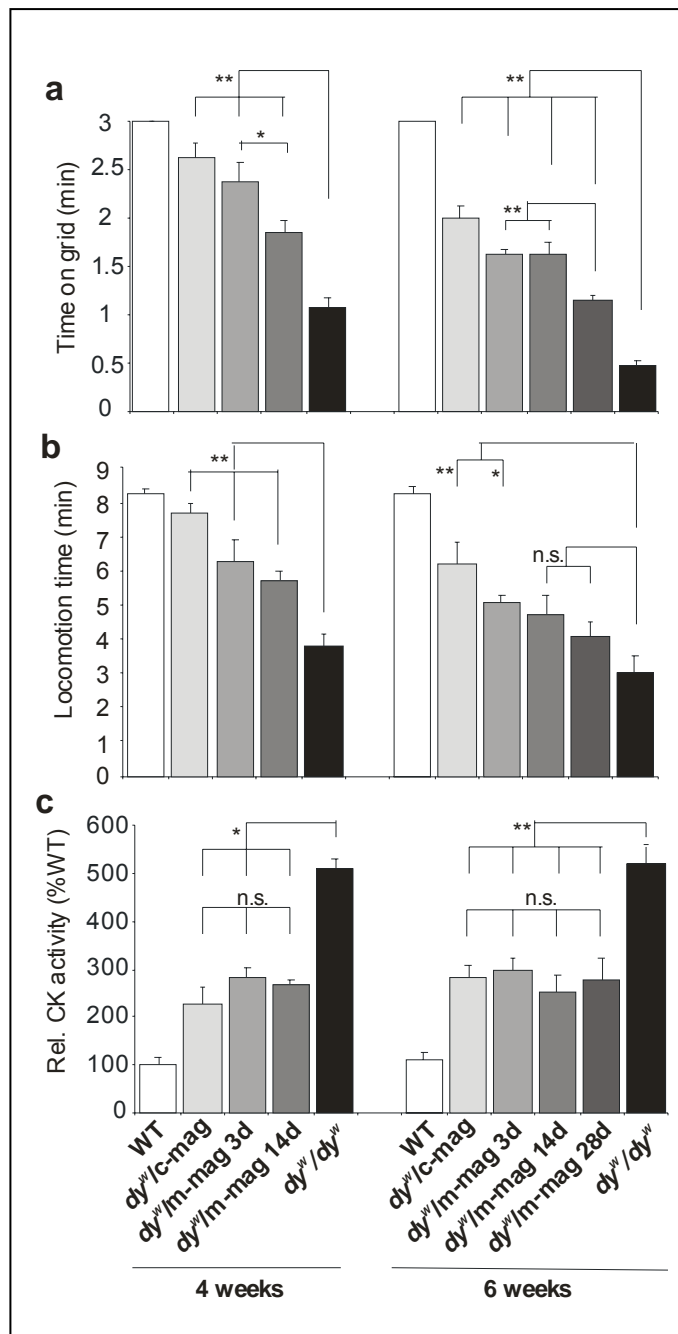 a
Time on grid (min)
3
2.5
2
1.5
1
0.5
0
**
*
**
**
b
Locomotion time (min)
9
8
7
6
5
4
3
2
1
0
**
**
*
n.s.
c
Rel. CK activity (%WT)
600
500
400
300
200
100
0
*
n.s.
**
n.s.
WT
dyʷ/c-mag
dyʷ/m-mag 3d
dyʷ/m-mag 14d
dyʷ/dyʷ
WT
dyʷ/c-mag
dyʷ/m-mag 3d
dyʷ/m-mag 14d
dyʷ/m-mag 28d
dyʷ/dyʷ
4 weeks
6 weeks